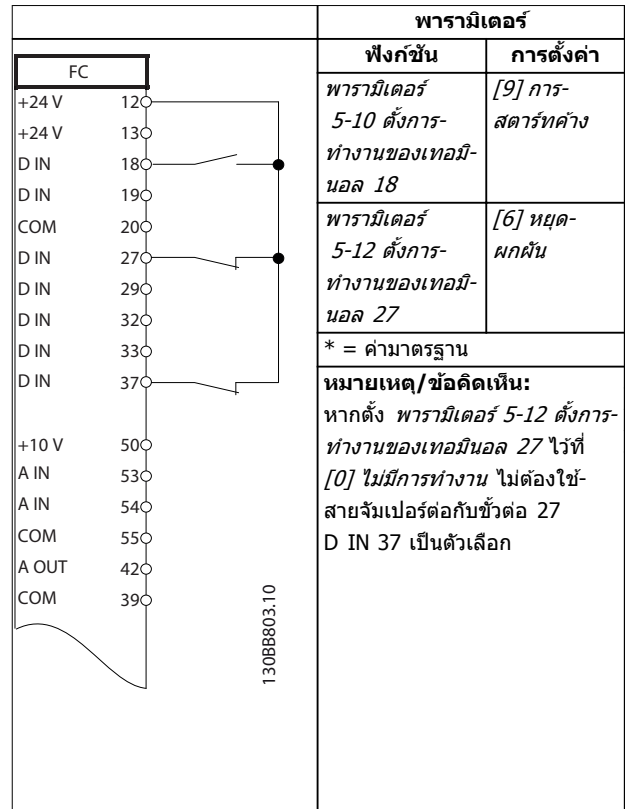 พารามิเตอร์
ฟังก์ชัน การตั้งค่า
FC
+24 V 12
+24 V 13
D IN 18
D IN 19
COM 20
D IN 27
D IN 29
D IN 32
D IN 33
D IN 37
+10 V 50
A IN 53
A IN 54
COM 55
A OUT 42
COM 39
130BB803.10
พารามิเตอร์
5-10 ตั้งการ-
ทำงานของเทอมิ-
นอล 18
[9] การ-
สตาร์ทค้าง
พารามิเตอร์
5-12 ตั้งการ-
ทำงานของเทอมิ-
นอล 27
[6] หยุด-
ผกผัน
* = ค่ามาตรฐาน
หมายเหตุ/ข้อคิดเห็น:
หากตั้ง พารามิเตอร์ 5-12 ตั้งการ-
ทำงานของเทอมินอล 27 ไว้ที่
[0] ไม่มีการทำงาน ไม่ต้องใช้-
สายจัมเปอร์ต่อกับขั้วต่อ 27
D IN 37 เป็นตัวเลือก